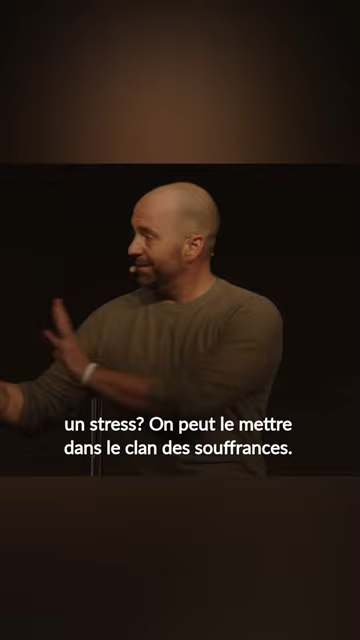 un stress? On peut le mettre
dans le clan des souffrances.